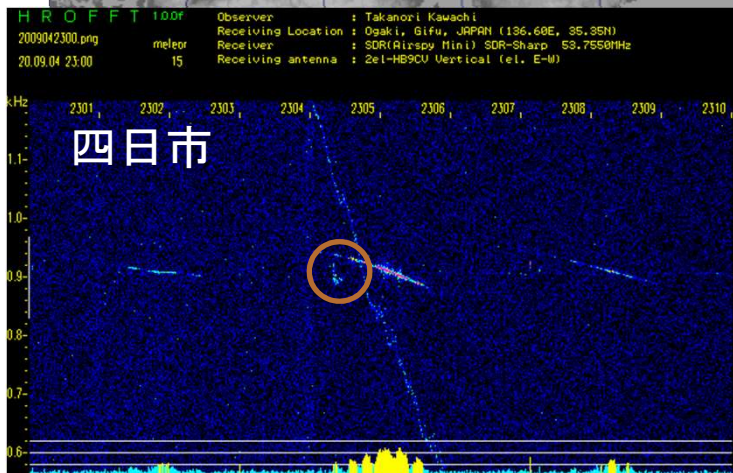 H R O F F T 1.0.0f
2009042300.png meteor
20.09.04 23:00 15
Observer : Takanori Kawachi
Receiving Location : Ogaki, Gifu, JAPAN (136.60E, 35.35N)
Receiver : SDR(Airspy Mini) SDR-Sharp 53.7550MHz
Receiving antenna : 2el-HB9CV Vertical (el. E-W)
kHz 2301 2302 2303 2304 2305 2306 2307 2308 2309 2310
四日市
1.1
1.0
0.9
0.8
0.7
0.6